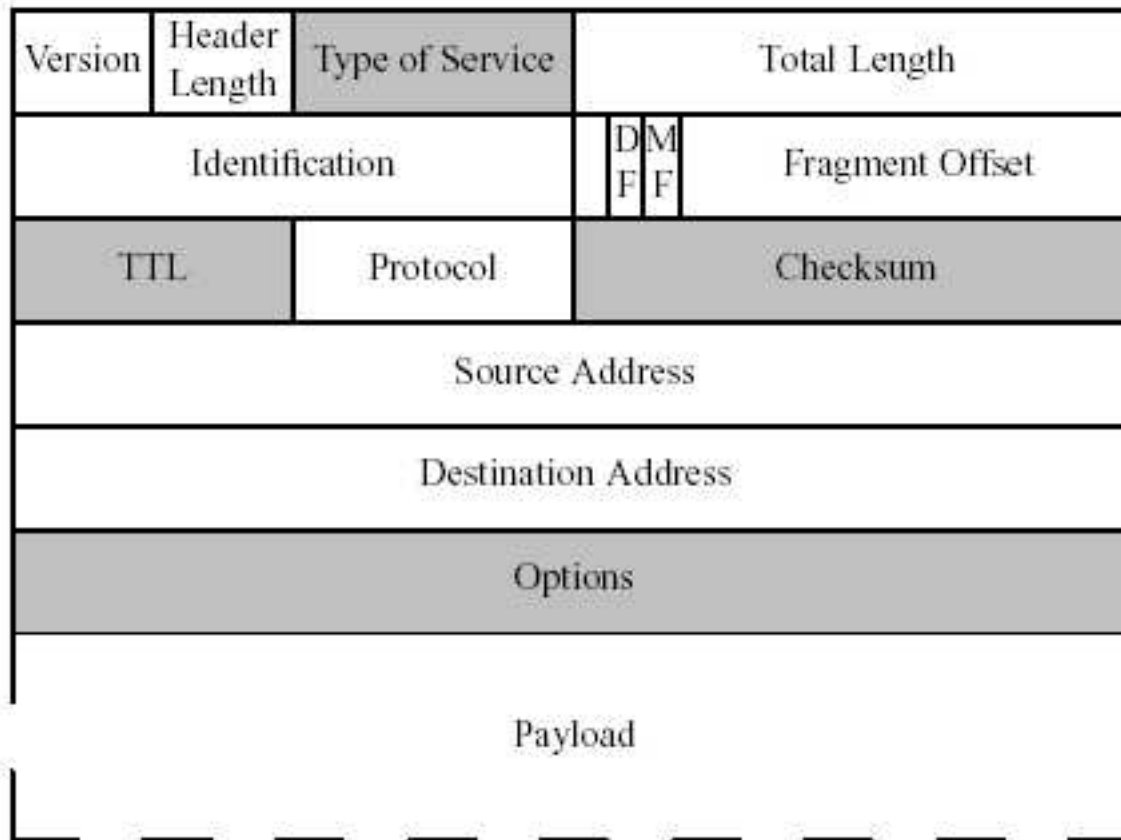 Version
Header
Length
Type of Service
Total Length
Identification
D
F
M
F
Fragment Offset
TTL
Protocol
Checksum
Source Address
Destination Address
Options
Payload